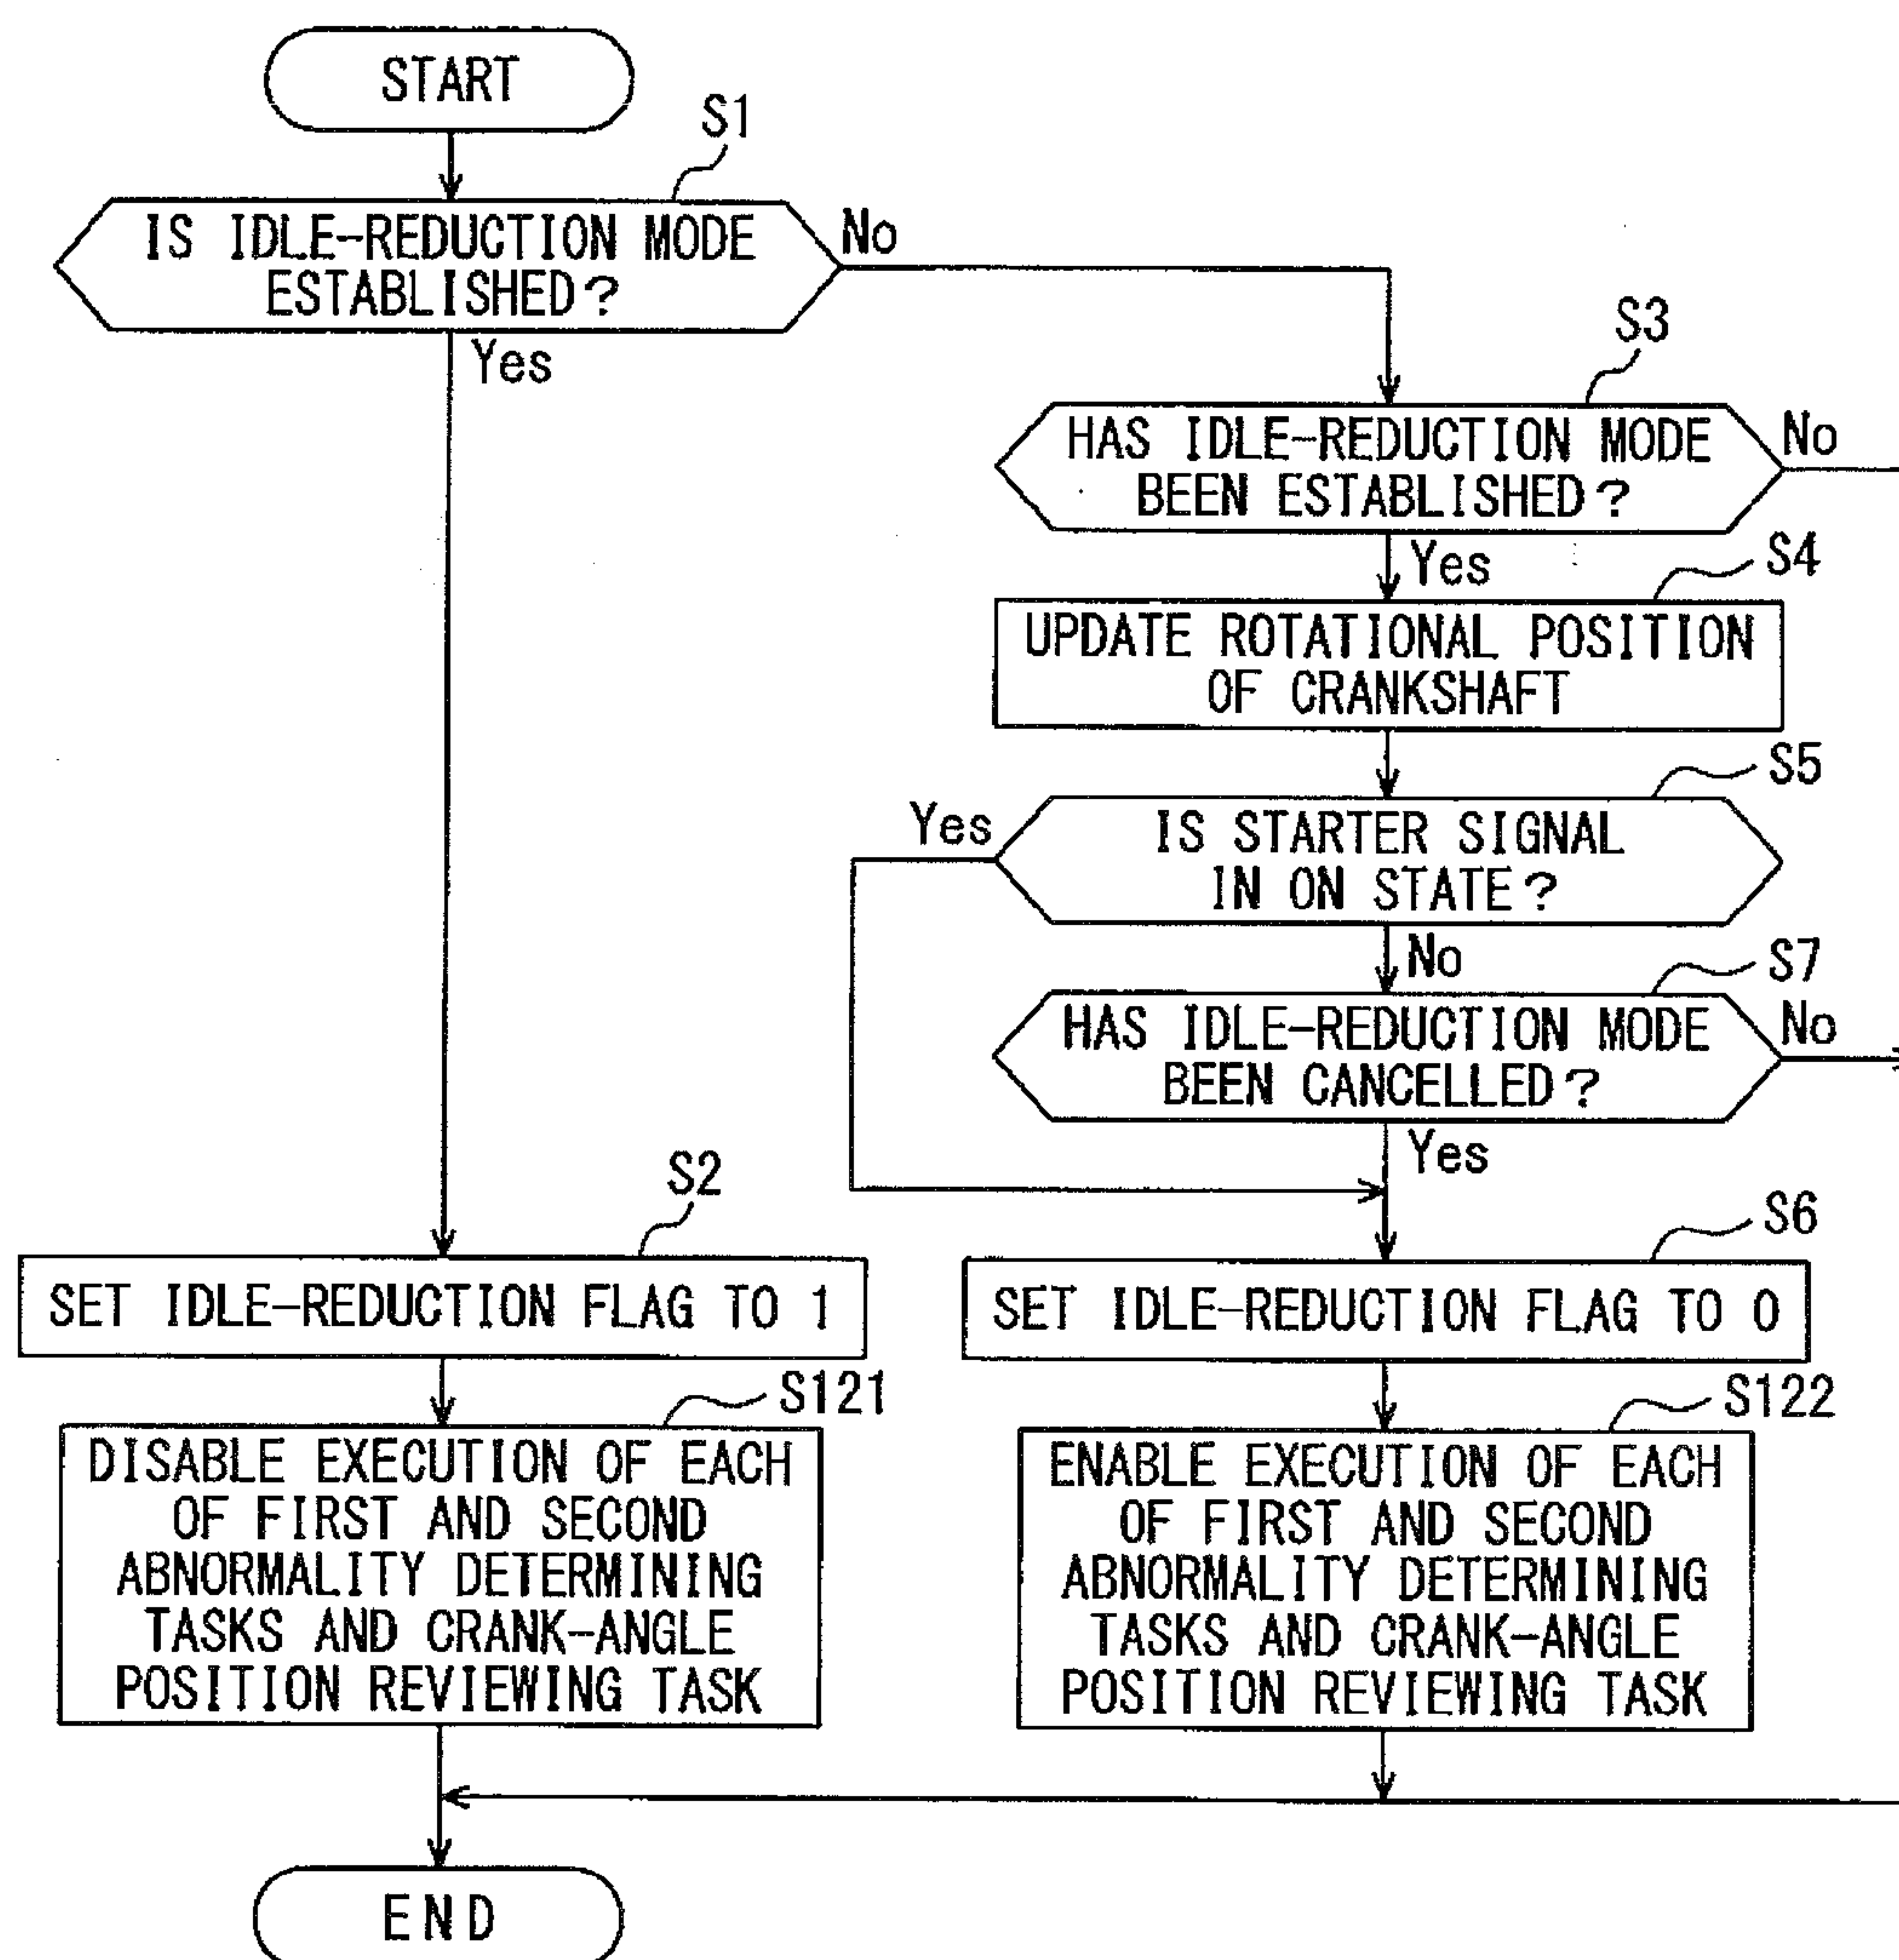 START
S1
IS IDLE-REDUCTION MODE
ESTABLISHED?
No
Yes
S3
HAS IDLE-REDUCTION MODE
BEEN ESTABLISHED?
No
Yes
S4
UPDATE ROTATIONAL POSITION
OF CRANKSHAFT
S5
IS STARTER SIGNAL
IN ON STATE?
Yes
No
S7
HAS IDLE-REDUCTION MODE
BEEN CANCELLED?
No
Yes
S2
SET IDLE-REDUCTION FLAG TO 1
S6
SET IDLE-REDUCTION FLAG TO 0
S121
DISABLE EXECUTION OF EACH
OF FIRST AND SECOND
ABNORMALITY DETERMINING
TASKS AND CRANK-ANGLE
POSITION REVIEWING TASK
S122
ENABLE EXECUTION OF EACH
OF FIRST AND SECOND
ABNORMALITY DETERMINING
TASKS AND CRANK-ANGLE
POSITION REVIEWING TASK
END